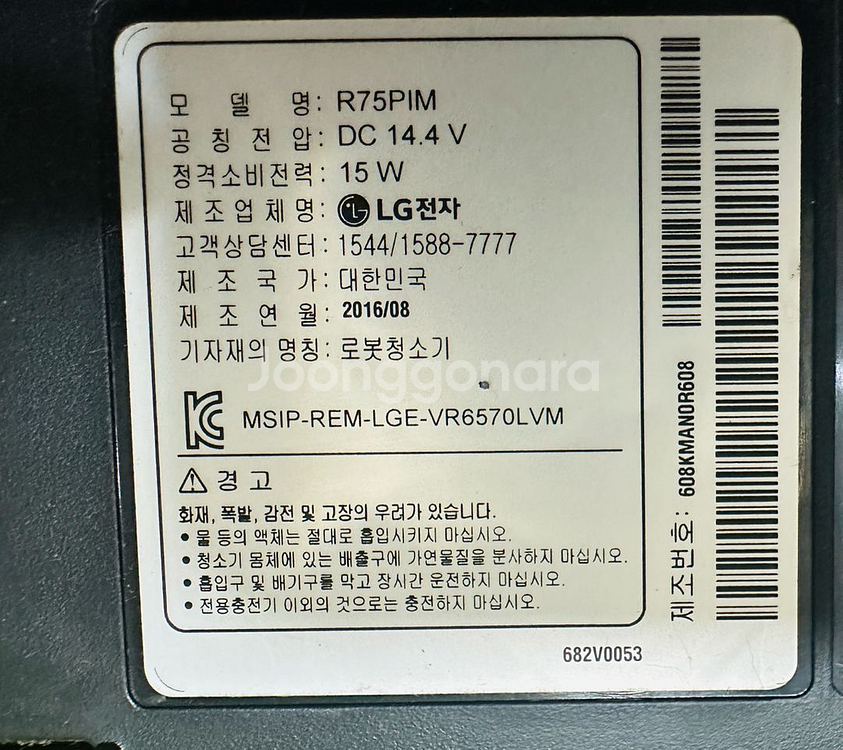 모 델 명 : R75PIM
공 칭 전 압 : DC 14.4 V
정격소비전력 : 15 W
제 조 업 체 명 : LG전자
고객상담센터 : 1544/1588-7777
제 조 국 가 : 대한민국
제 조 연 월 : 2016/08
기자재의 명칭 : 로봇청소기
Joonggonara
MSIP-REM-LGE-VR6570LVM
경 고
화재, 폭발, 감전 및 고장의 우려가 있습니다.
• 물 등의 액체는 절대로 흡입시키지 마십시오.
• 청소기 몸체에 있는 배출구에 가연물질을 분사하지 마십시오.
• 흡입구 및 배기구를 막고 장시간 운전하지 마십시오.
• 전용충전기 이외의 것으로는 충전하지 마십시오.
682V0053
제조번호 : 608KMAN0R608